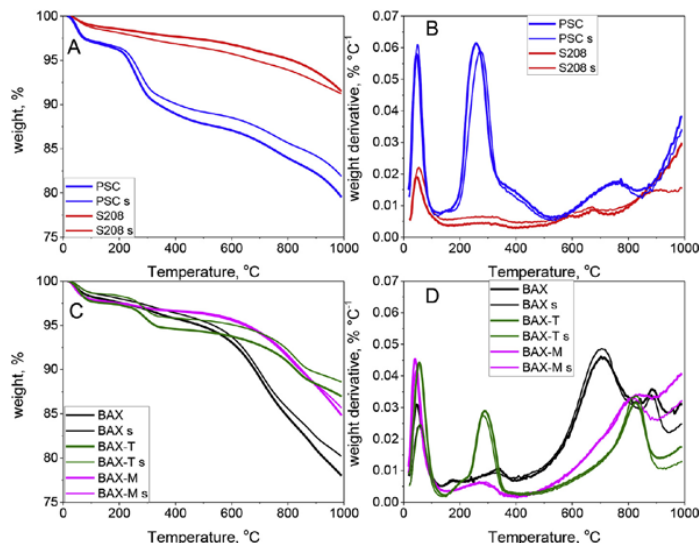 A
weight, %
100
95
90
85
80
75
PSC
PSC s
S208
S208 s
0 200 400 600 800 1000
Temperature, °C
B
weight derivative, % °C⁻¹
0.07
0.06
0.05
0.04
0.03
0.02
0.01
0.00
PSC
PSC s
S208
S208 s
0 200 400 600 800 1000
Temperature, °C
C
weight, %
100
95
90
85
80
75
BAX
BAX s
BAX-T
BAX-T s
BAX-M
BAX-M s
0 200 400 600 800 1000
Temperature, °C
D
weight derivative, % °C⁻¹
0.07
0.06
0.05
0.04
0.03
0.02
0.01
0.00
BAX
BAX s
BAX-T
BAX-T s
BAX-M
BAX-M s
0 200 400 600 800 1000
Temperature, °C